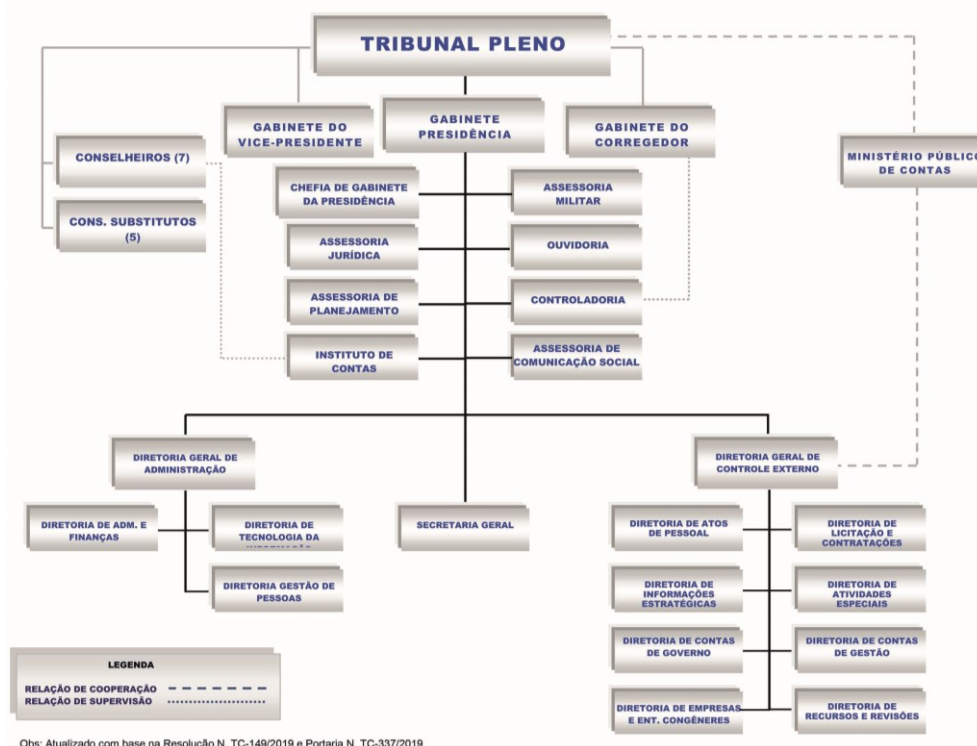 TRIBUNAL PLENO
GABINETE DO
VICE-PRESIDENTE
GABINETE
PRESIDÊNCIA
GABINETE DO
CORREGEDOR
CONSELHEIROS (7)
CONS. SUBSTITUTOS
(5)
MINISTÉRIO PÚBLICO
DE CONTAS
CHEFIA DE GABINETE
DA PRESIDÊNCIA
ASSESSORIA
MILITAR
ASSESSORIA
JURÍDICA
OUVIDORIA
ASSESSORIA DE
PLANEJAMENTO
CONTROLADORIA
INSTITUTO DE
CONTAS
ASSESSORIA DE
COMUNICAÇÃO SOCIAL
DIRETORIA GERAL DE
ADMINISTRAÇÃO
DIRETORIA GERAL DE
CONTROLE EXTERNO
DIRETORIA DE ADM. E
FINANÇAS
DIRETORIA DE
TECNOLOGIA DA
SECRETARIA GERAL
DIRETORIA DE ATOS
DE PESSOAL
DIRETORIA DE
LICITAÇÃO E
CONTRATAÇÕES
DIRETORIA GESTÃO DE
PESSOAS
DIRETORIA DE
INFORMAÇÕES
ESTRATÉGICAS
DIRETORIA DE
ATIVIDADES
ESPECIAIS
DIRETORIA DE CONTAS
DE GOVERNO
DIRETORIA DE CONTAS
DE GESTÃO
DIRETORIA DE EMPRESAS
E ENT. CONGÊNERES
DIRETORIA DE
RECURSOS E REVISÕES
LEGENDA
RELAÇÃO DE COOPERAÇÃO
RELAÇÃO DE SUPERVISÃO
Obs: Atualizado com base na Resolução N. TC-149/2019 e Portaria N. TC-337/2019